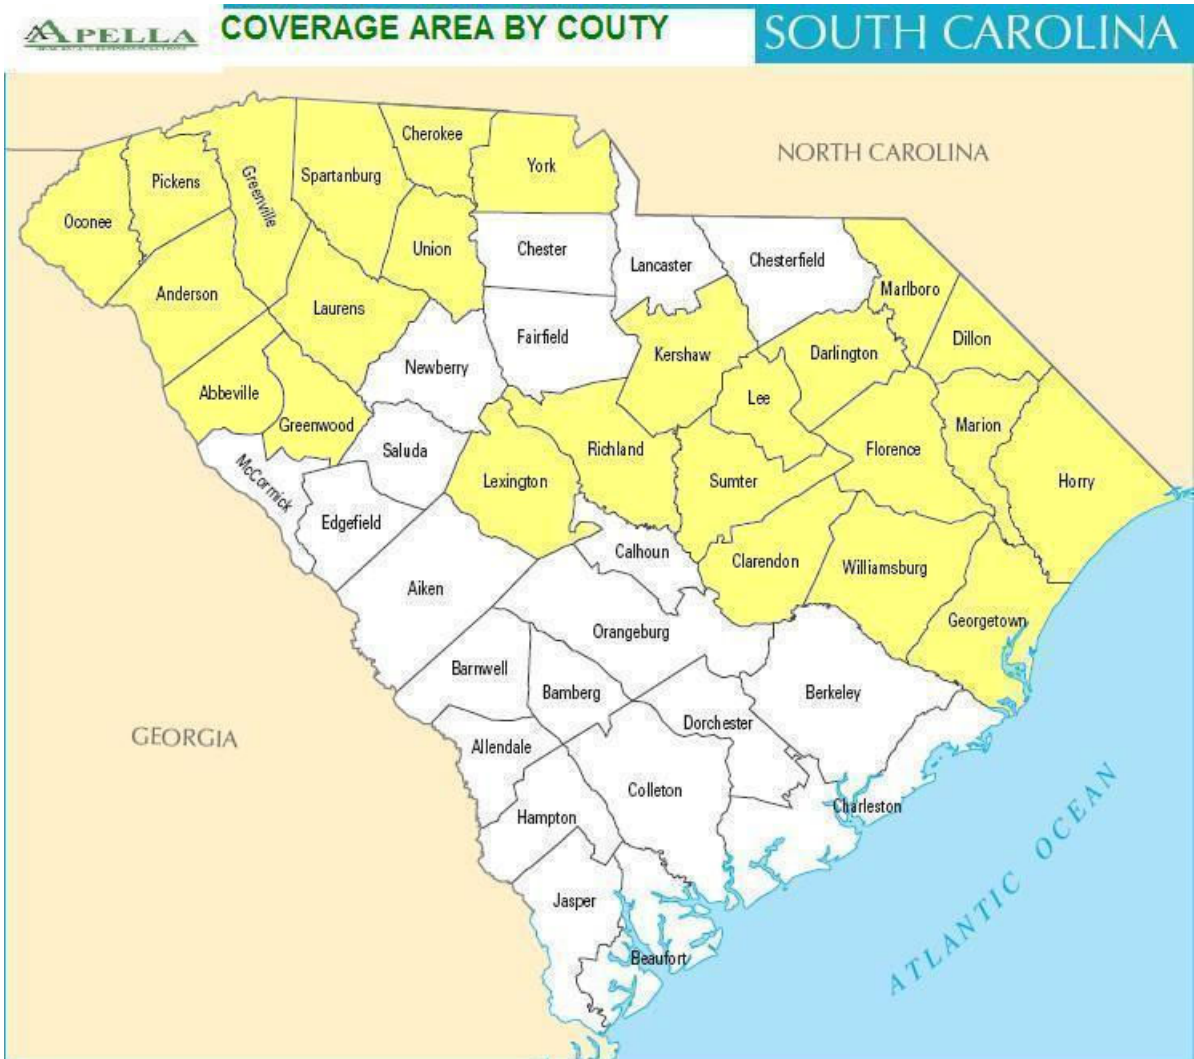 APELLA
COVERAGE AREA BY COUTY
SOUTH CAROLINA
NORTH CAROLINA
Cherokee
York
Pickens
Spartanburg
Greenville
Oconee
Union
Chester
Lancaster
Chesterfield
Marlboro
Anderson
Laurens
Fairfield
Dillon
Kershaw
Darlington
Newberry
Abbeville
Lee
Greenwood
Marion
Saluda
Richland
Florence
McCormick
Lexington
Sumter
Horry
Edgefield
Calhoun
Clarendon
Williamsburg
Aiken
Georgetown
Orangeburg
Barnwell
Bamberg
Berkeley
Dorchester
GEORGIA
Allendale
Colleton
Charleston
Hampton
ATLANTIC OCEAN
Jasper
Beaufort